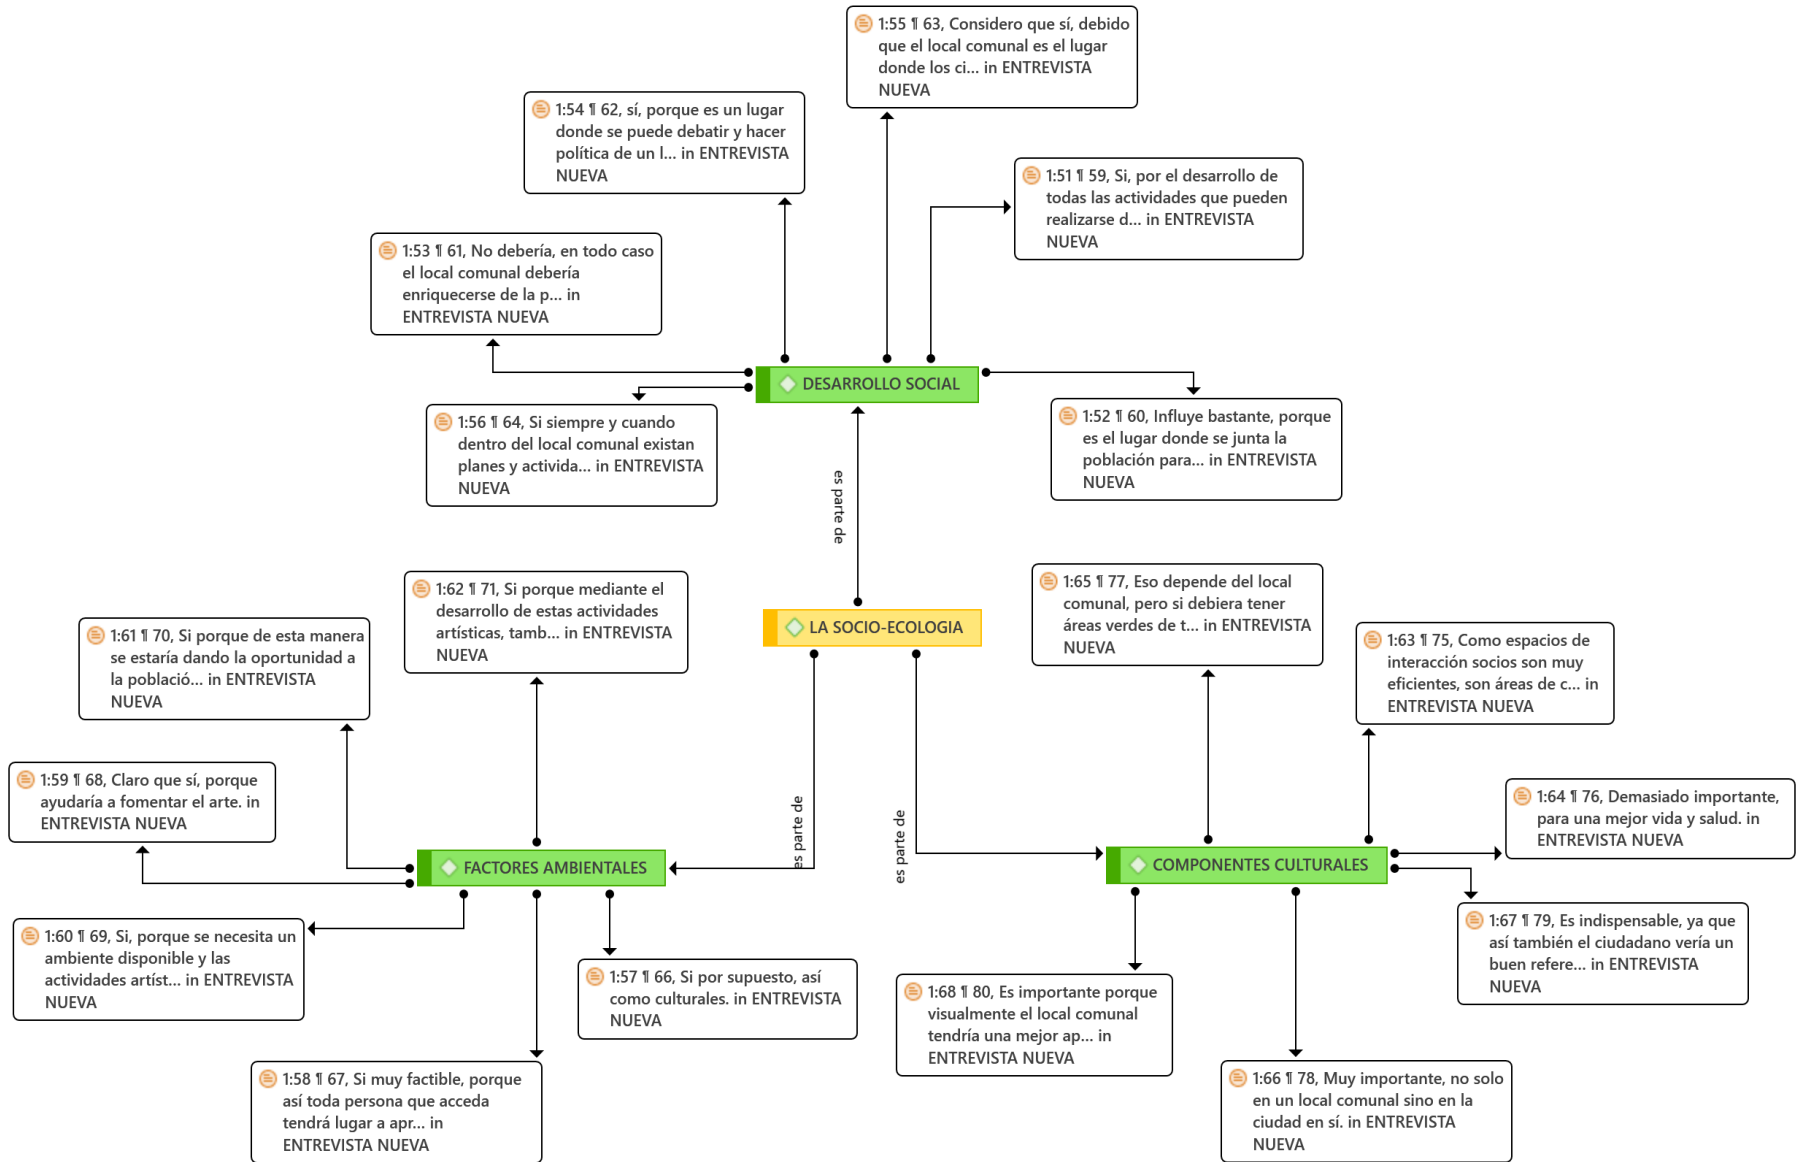 1:55 ¶ 63, Considero que sí, debido
que el local comunal es el lugar
donde los ci... in ENTREVISTA
NUEVA
1:54 ¶ 62, sí, porque es un lugar
donde se puede debatir y hacer
política de un l... in ENTREVISTA
NUEVA
1:51 ¶ 59, Si, por el desarrollo de
todas las actividades que pueden
realizarse d... in ENTREVISTA
NUEVA
1:53 ¶ 61, No debería, en todo caso
el local comunal debería
enriquecerse de la p... in
ENTREVISTA NUEVA
DESARROLLO SOCIAL
1:56 ¶ 64, Si siempre y cuando
dentro del local comunal existan
planes y activida... in ENTREVISTA
NUEVA
1:52 ¶ 60, Influye bastante, porque
es el lugar donde se junta la
población para... in ENTREVISTA
NUEVA
es parte de
1:62 ¶ 71, Si porque mediante el
desarrollo de estas actividades
artísticas, tamb... in ENTREVISTA
NUEVA
LA SOCIO-ECOLOGIA
1:65 ¶ 77, Eso depende del local
comunal, pero si debiera tener
áreas verdes de t... in ENTREVISTA
NUEVA
1:61 ¶ 70, Si porque de esta manera
se estaría dando la oportunidad a
la població... in ENTREVISTA
NUEVA
1:63 ¶ 75, Como espacios de
interacción socios son muy
eficientes, son áreas de c... in
ENTREVISTA NUEVA
1:59 ¶ 68, Claro que sí, porque
ayudaría a fomentar el arte. in
ENTREVISTA NUEVA
es parte de
es parte de
1:64 ¶ 76, Demasiado importante,
para una mejor vida y salud. in
ENTREVISTA NUEVA
FACTORES AMBIENTALES
COMPONENTES CULTURALES
1:60 ¶ 69, Si, porque se necesita un
ambiente disponible y las
actividades artíst... in ENTREVISTA
NUEVA
1:57 ¶ 66, Si por supuesto, así
como culturales. in ENTREVISTA
NUEVA
1:67 ¶ 79, Es indispensable, ya que
así también el ciudadano vería un
buen refere... in ENTREVISTA
NUEVA
1:68 ¶ 80, Es importante porque
visualmente el local comunal
tendría una mejor ap... in
ENTREVISTA NUEVA
1:58 ¶ 67, Si muy factible, porque
así toda persona que acceda
tendrá lugar a apr... in
ENTREVISTA NUEVA
1:66 ¶ 78, Muy importante, no solo
en un local comunal sino en la
ciudad en sí. in ENTREVISTA
NUEVA